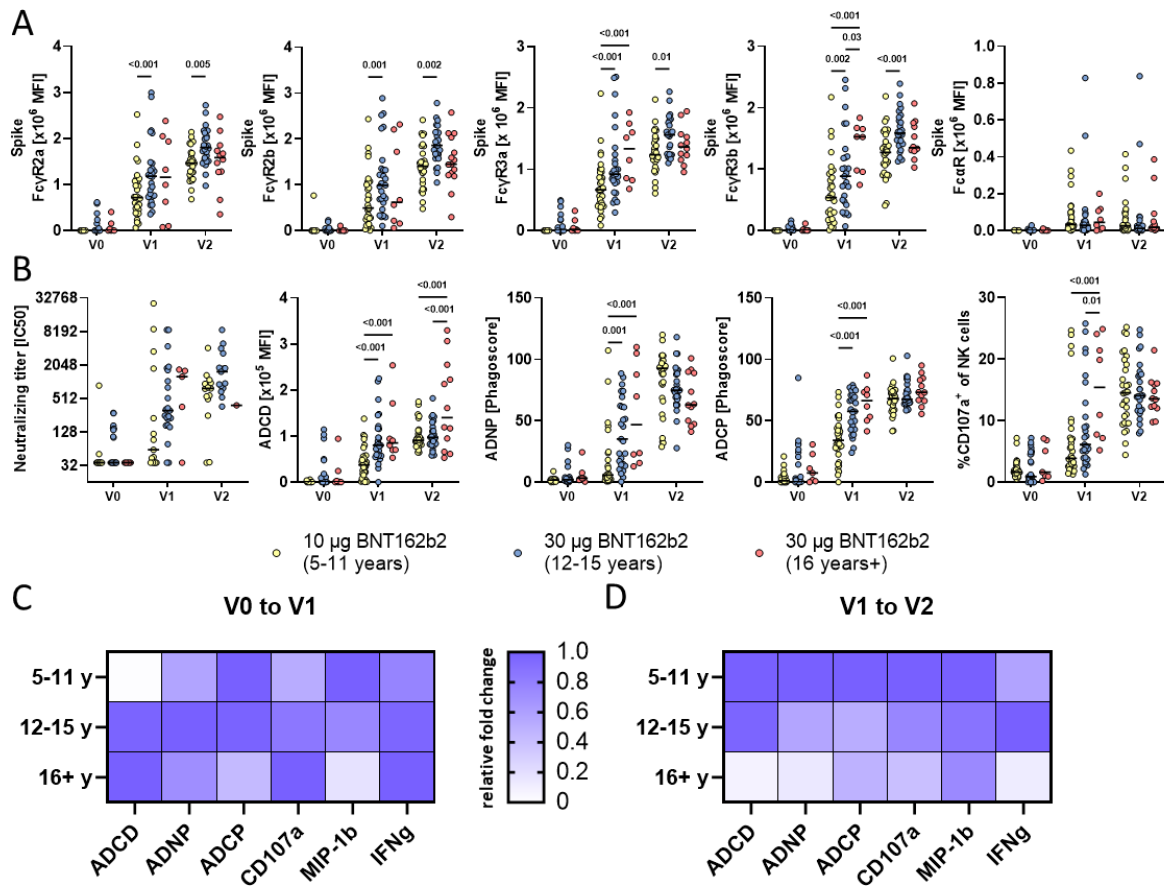 A
Spike
FcγR2a [x10⁶ MFI]
4
3
2
1
0
<0.001
0.005
V0 V1 V2
Spike
FcγR2b [x10⁶ MFI]
4
3
2
1
0
0.001
0.002
V0 V1 V2
Spike
FcγR3a [x 10⁶ MFI]
3
2
1
0
<0.001
<0.001
0.01
V0 V1 V2
Spike
FcγR3b [x 10⁶ MFI]
3
2
1
0
<0.001
0.03
0.002
<0.001
V0 V1 V2
Spike
FcαR [x 10⁶ MFI]
1.0
0.8
0.6
0.4
0.2
0.0
V0 V1 V2
B
Neutralizing titer [IC50]
32768
8192
2048
512
128
32
V0 V1 V2
ADCD [x10⁵ MFI]
4
3
2
1
0
<0.001
<0.001
<0.001
<0.001
V0 V1 V2
ADNP [Phagoscore]
150
100
50
0
<0.001
0.001
V0 V1 V2
ADCP [Phagoscore]
150
100
50
0
<0.001
<0.001
V0 V1 V2
%CD107a⁺ of NK cells
30
20
10
0
<0.001
0.01
V0 V1 V2
10 µg BNT162b2
(5-11 years)
30 µg BNT162b2
(12-15 years)
30 µg BNT162b2
(16 years+)
C
V0 to V1
5-11 y
12-15 y
16+ y
ADCD ADNP ADCP CD107a MIP-1b IFNg
relative fold change
1.0
0.8
0.6
0.4
0.2
0
D
V1 to V2
5-11 y
12-15 y
16+ y
ADCD ADNP ADCP CD107a MIP-1b IFNg